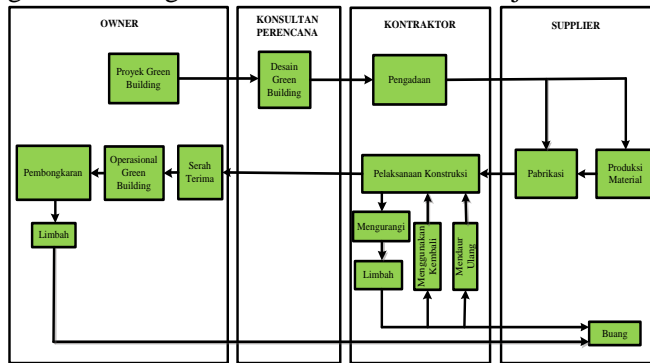 OWNER
KONSULTAN
PERENCANA
KONTRAKTOR
SUPPLIER
Proyek Green
Building
Desain
Green
Building
Pengadaan
Pembongkaran
Operasional
Green
Building
Serah
Terima
Pelaksanaan Konstruksi
Pabrikasi
Produksi
Material
Limbah
Mengurangi
Limbah
Menggunakan
Kembali
Mendaur
Ulang
Buang